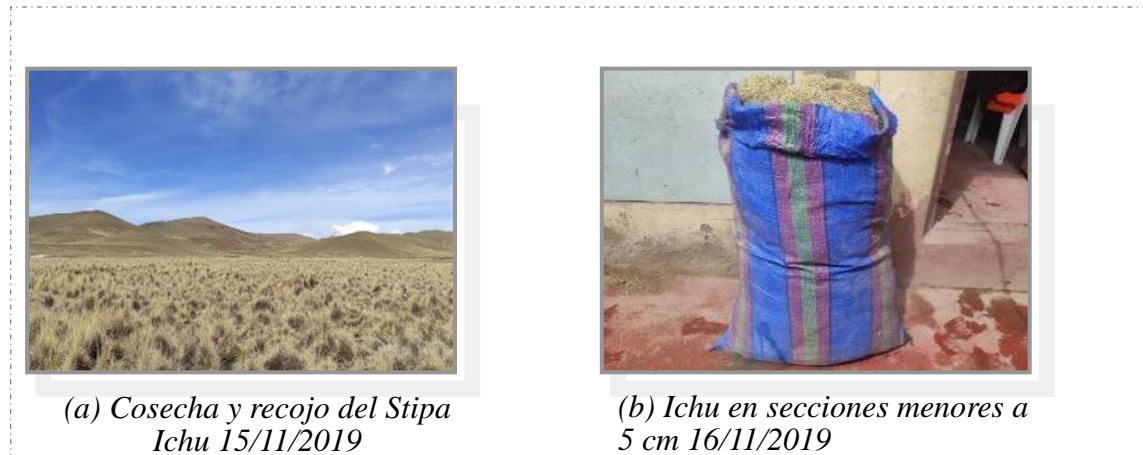 (a) Cosecha y recojo del Stipa
Ichu 15/11/2019
(b) Ichu en secciones menores a
5 cm 16/11/2019